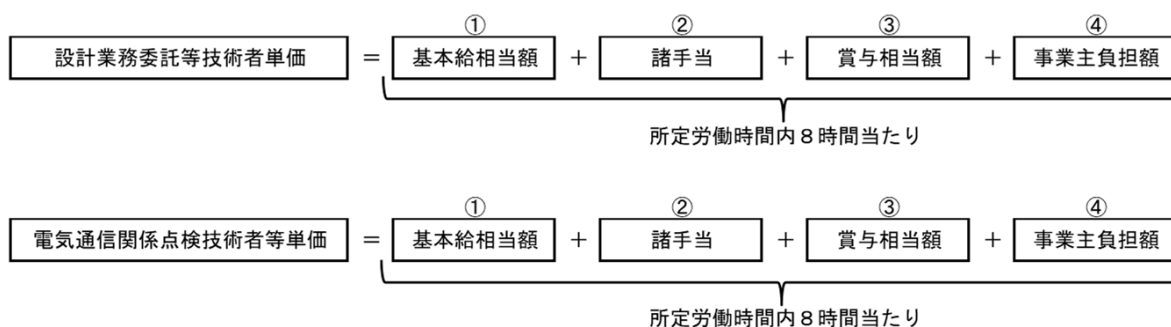 ① ② ③ ④
設計業務委託等技術者単価 = 基本給相当額 + 諸手当 + 賞与相当額 + 事業主負担額
所定労働時間内8時間当たり
① ② ③ ④
電気通信関係点検技術者等単価 = 基本給相当額 + 諸手当 + 賞与相当額 + 事業主負担額
所定労働時間内8時間当たり